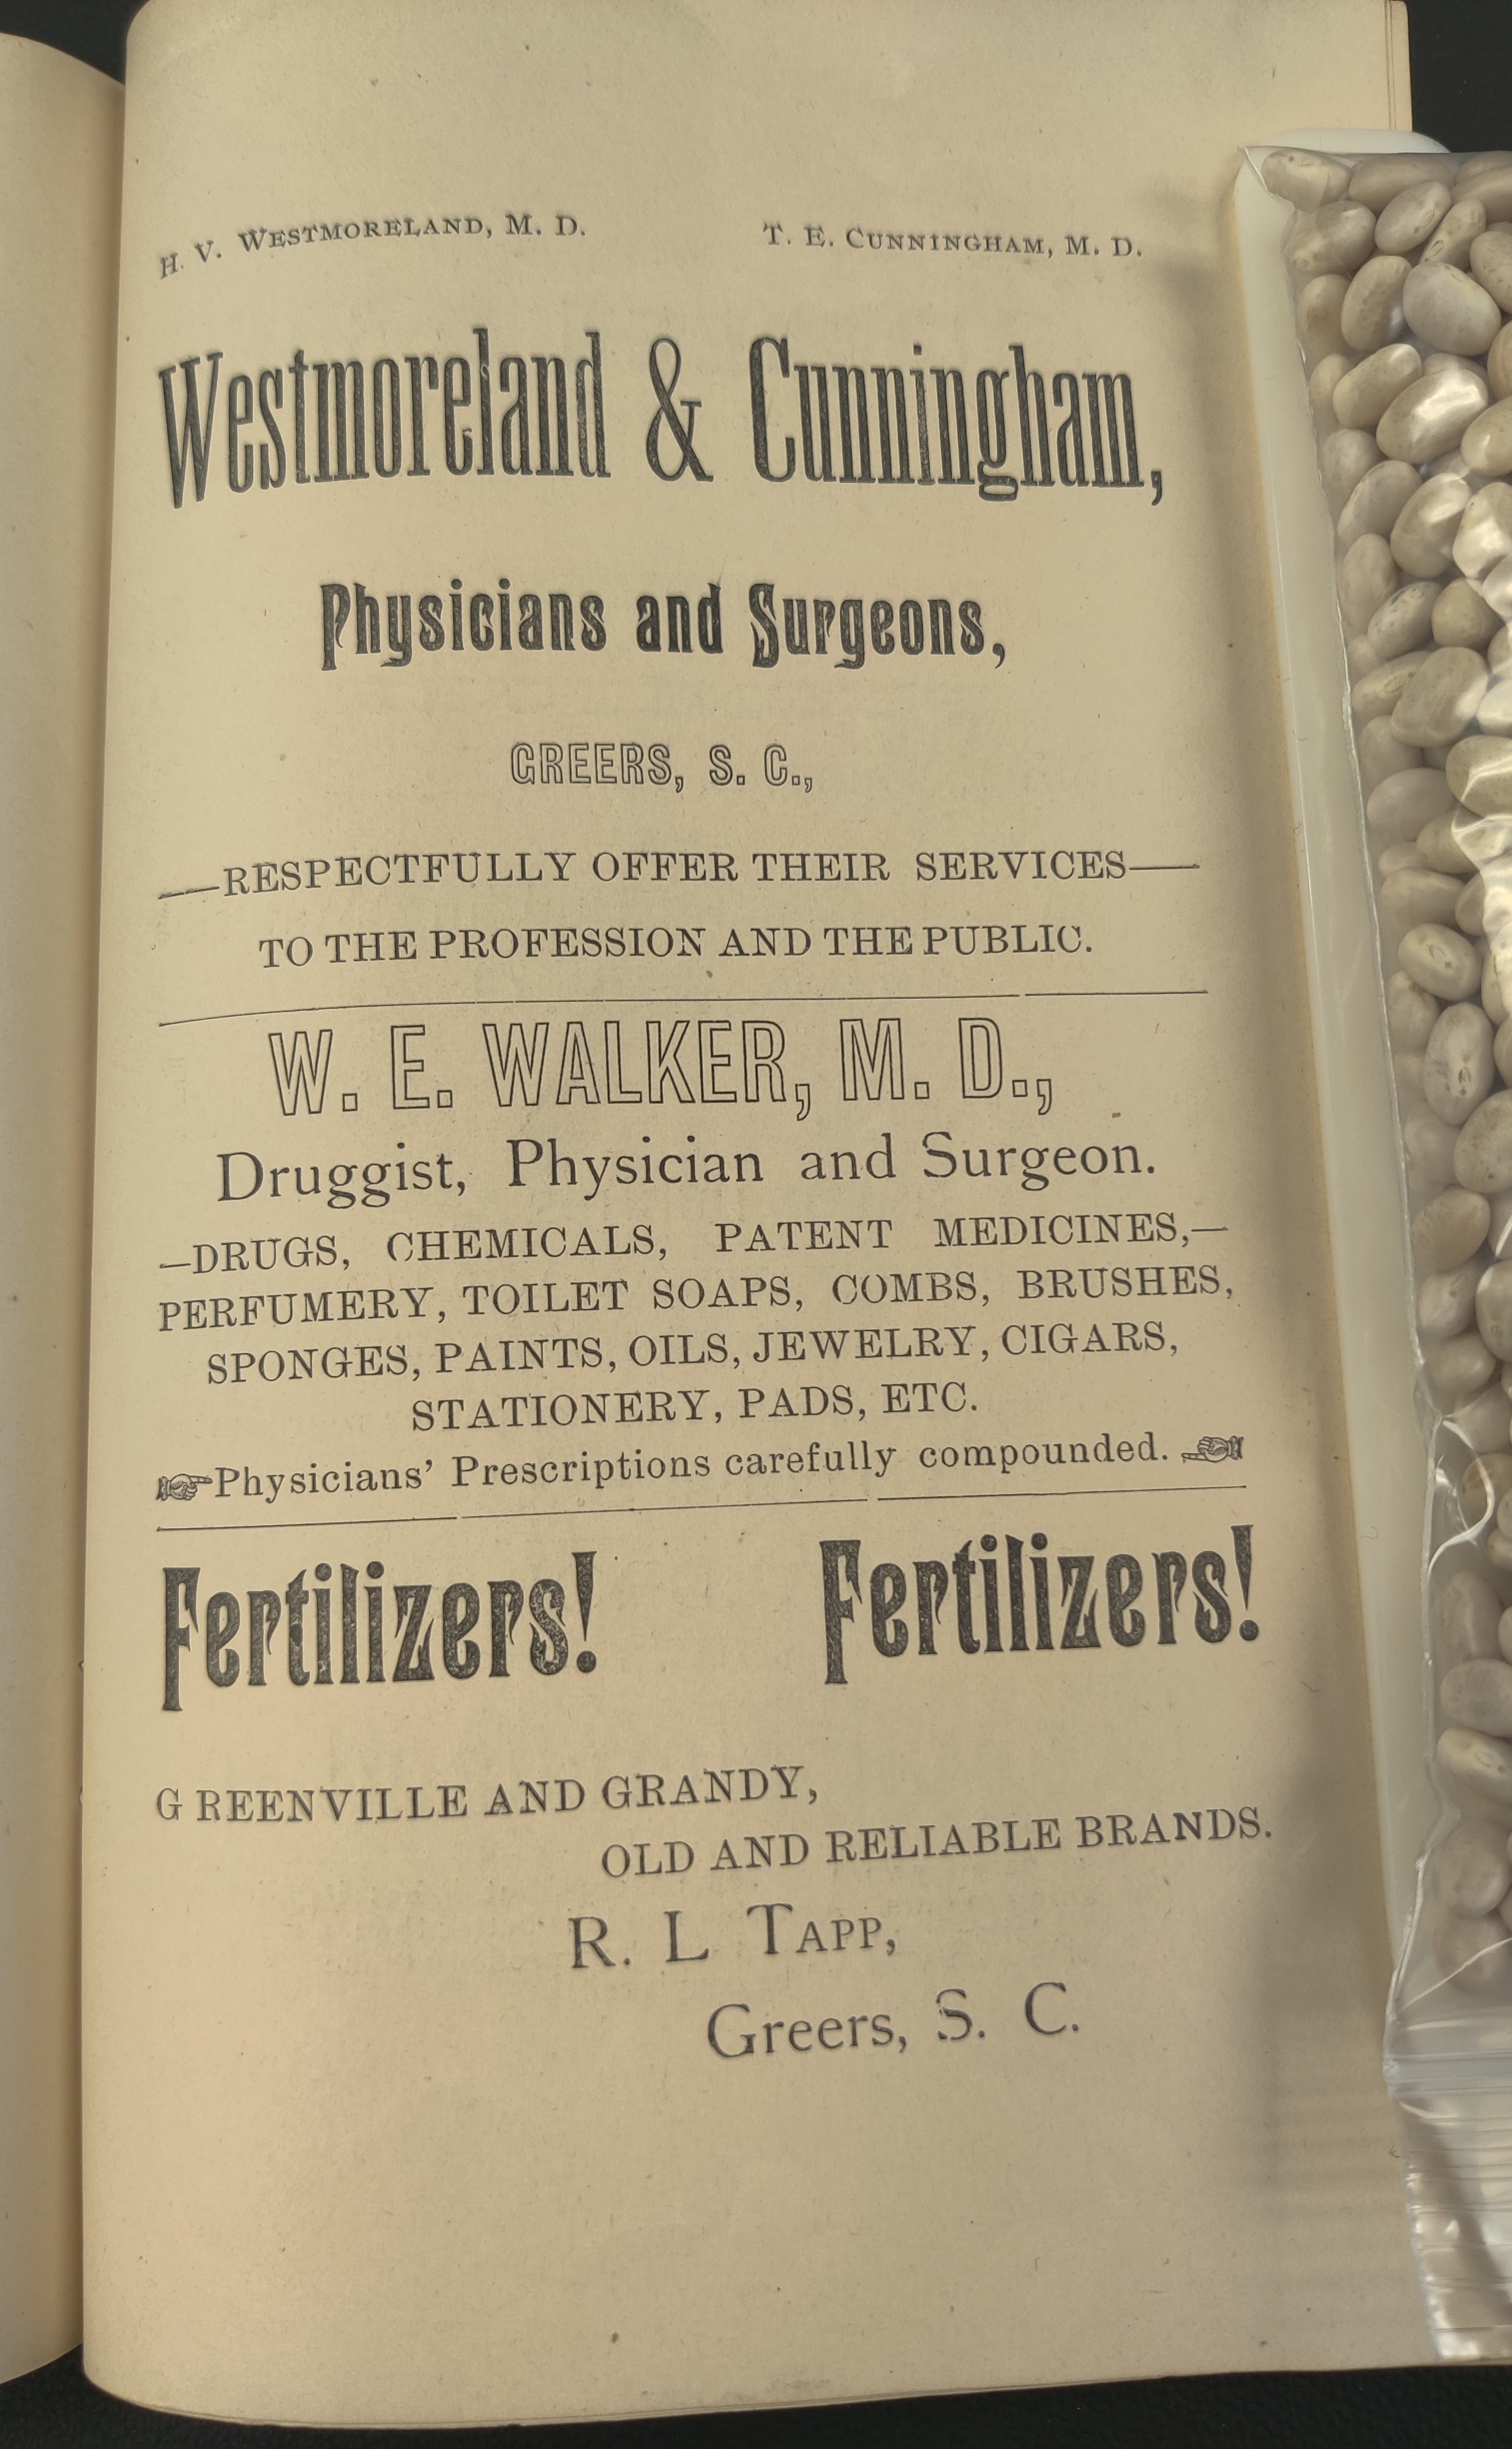 H. V. WESTMORELAND, M. D. T. E. CUNNINGHAM, M. D.
Westmoreland & Cunningham,
Physicians and Surgeons,
GREERS, S. C.,
—RESPECTFULLY OFFER THEIR SERVICES—
TO THE PROFESSION AND THE PUBLIC.
W. E. WALKER, M. D.,
Druggist, Physician and Surgeon.
—DRUGS, CHEMICALS, PATENT MEDICINES,—
PERFUMERY, TOILET SOAPS, COMBS, BRUSHES,
SPONGES, PAINTS, OILS, JEWELRY, CIGARS,
STATIONERY, PADS, ETC.
☞Physicians’ Prescriptions carefully compounded.☜
Fertilizers! Fertilizers!
G REENVILLE AND GRANDY,
OLD AND RELIABLE BRANDS.
R. L TAPP,
Greers, S. C.